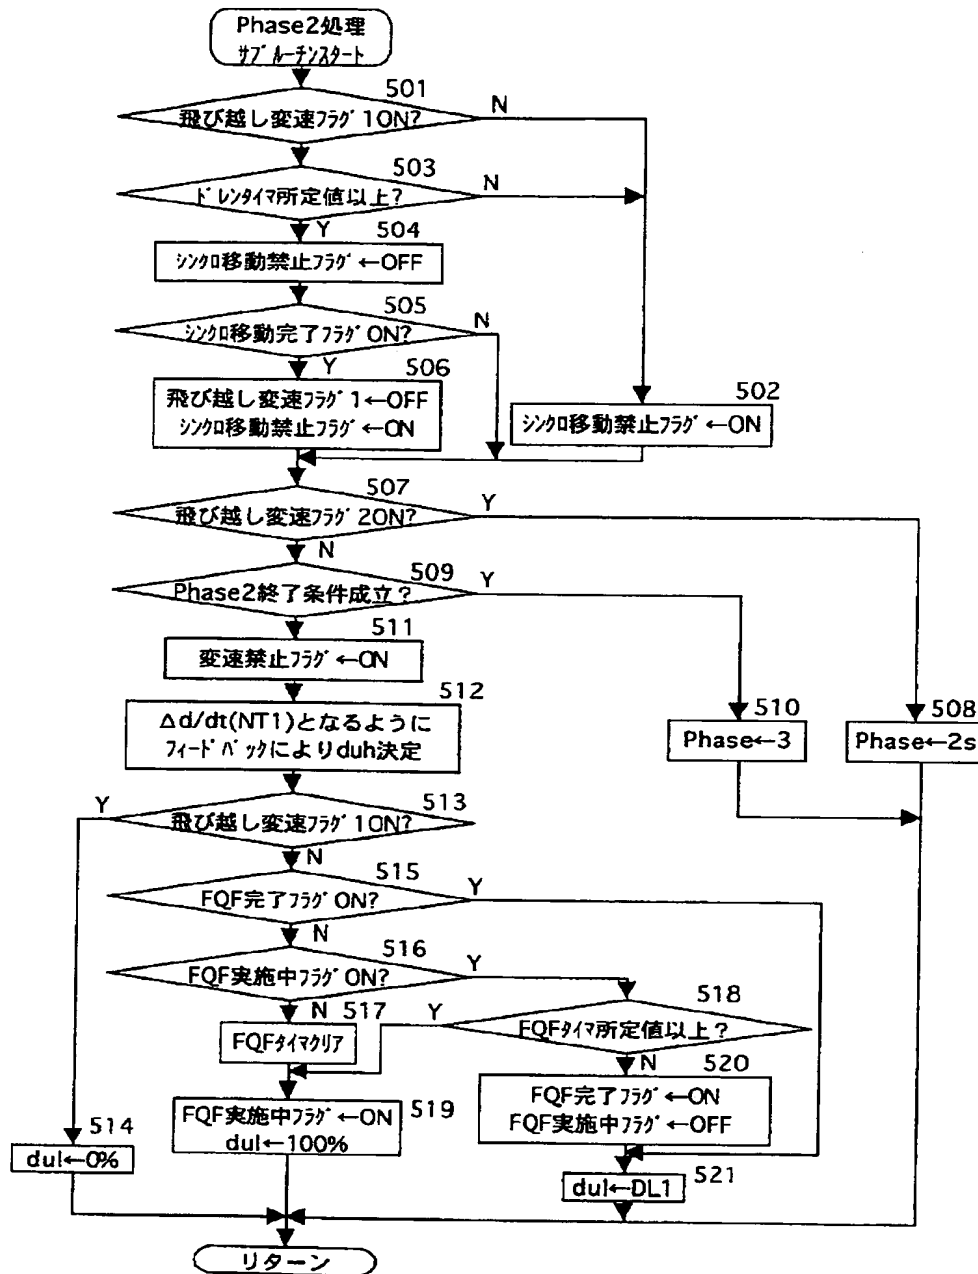 Phase2処理
ｻﾌﾞﾙｰﾁﾝｽﾀｰﾄ
501
飛び越し変速ﾌﾗｸﾞ1ON?
N
503
ﾄﾞﾚﾝﾀｲﾏ所定値以上?
N
Y
504
ｼﾝｸﾛ移動禁止ﾌﾗｸﾞ←OFF
505
ｼﾝｸﾛ移動完了ﾌﾗｸﾞON?
N
Y
506
飛び越し変速ﾌﾗｸﾞ1←OFF
ｼﾝｸﾛ移動禁止ﾌﾗｸﾞ←ON
502
ｼﾝｸﾛ移動禁止ﾌﾗｸﾞ←ON
507
飛び越し変速ﾌﾗｸﾞ2ON?
Y
N
509
Phase2終了条件成立？
Y
511
変速禁止ﾌﾗｸﾞ←ON
512
Δd/dt(NT1)となるように
ﾌｨｰﾄﾞﾊﾞｯｸによりduh決定
510
Phase←3
508
Phase←2s
Y
513
飛び越し変速ﾌﾗｸﾞ1ON?
N
515
FQF完了ﾌﾗｸﾞON?
Y
N
516
FQF実施中ﾌﾗｸﾞON?
Y
N
517
FQFﾀｲﾏｸﾘｱ
Y
518
FQFﾀｲﾏ所定値以上？
N
520
FQF完了ﾌﾗｸﾞ←ON
FQF実施中ﾌﾗｸﾞ←OFF
FQF実施中ﾌﾗｸﾞ←ON
dul←100%
519
514
dul←0%
dul←DL1
521
リターン